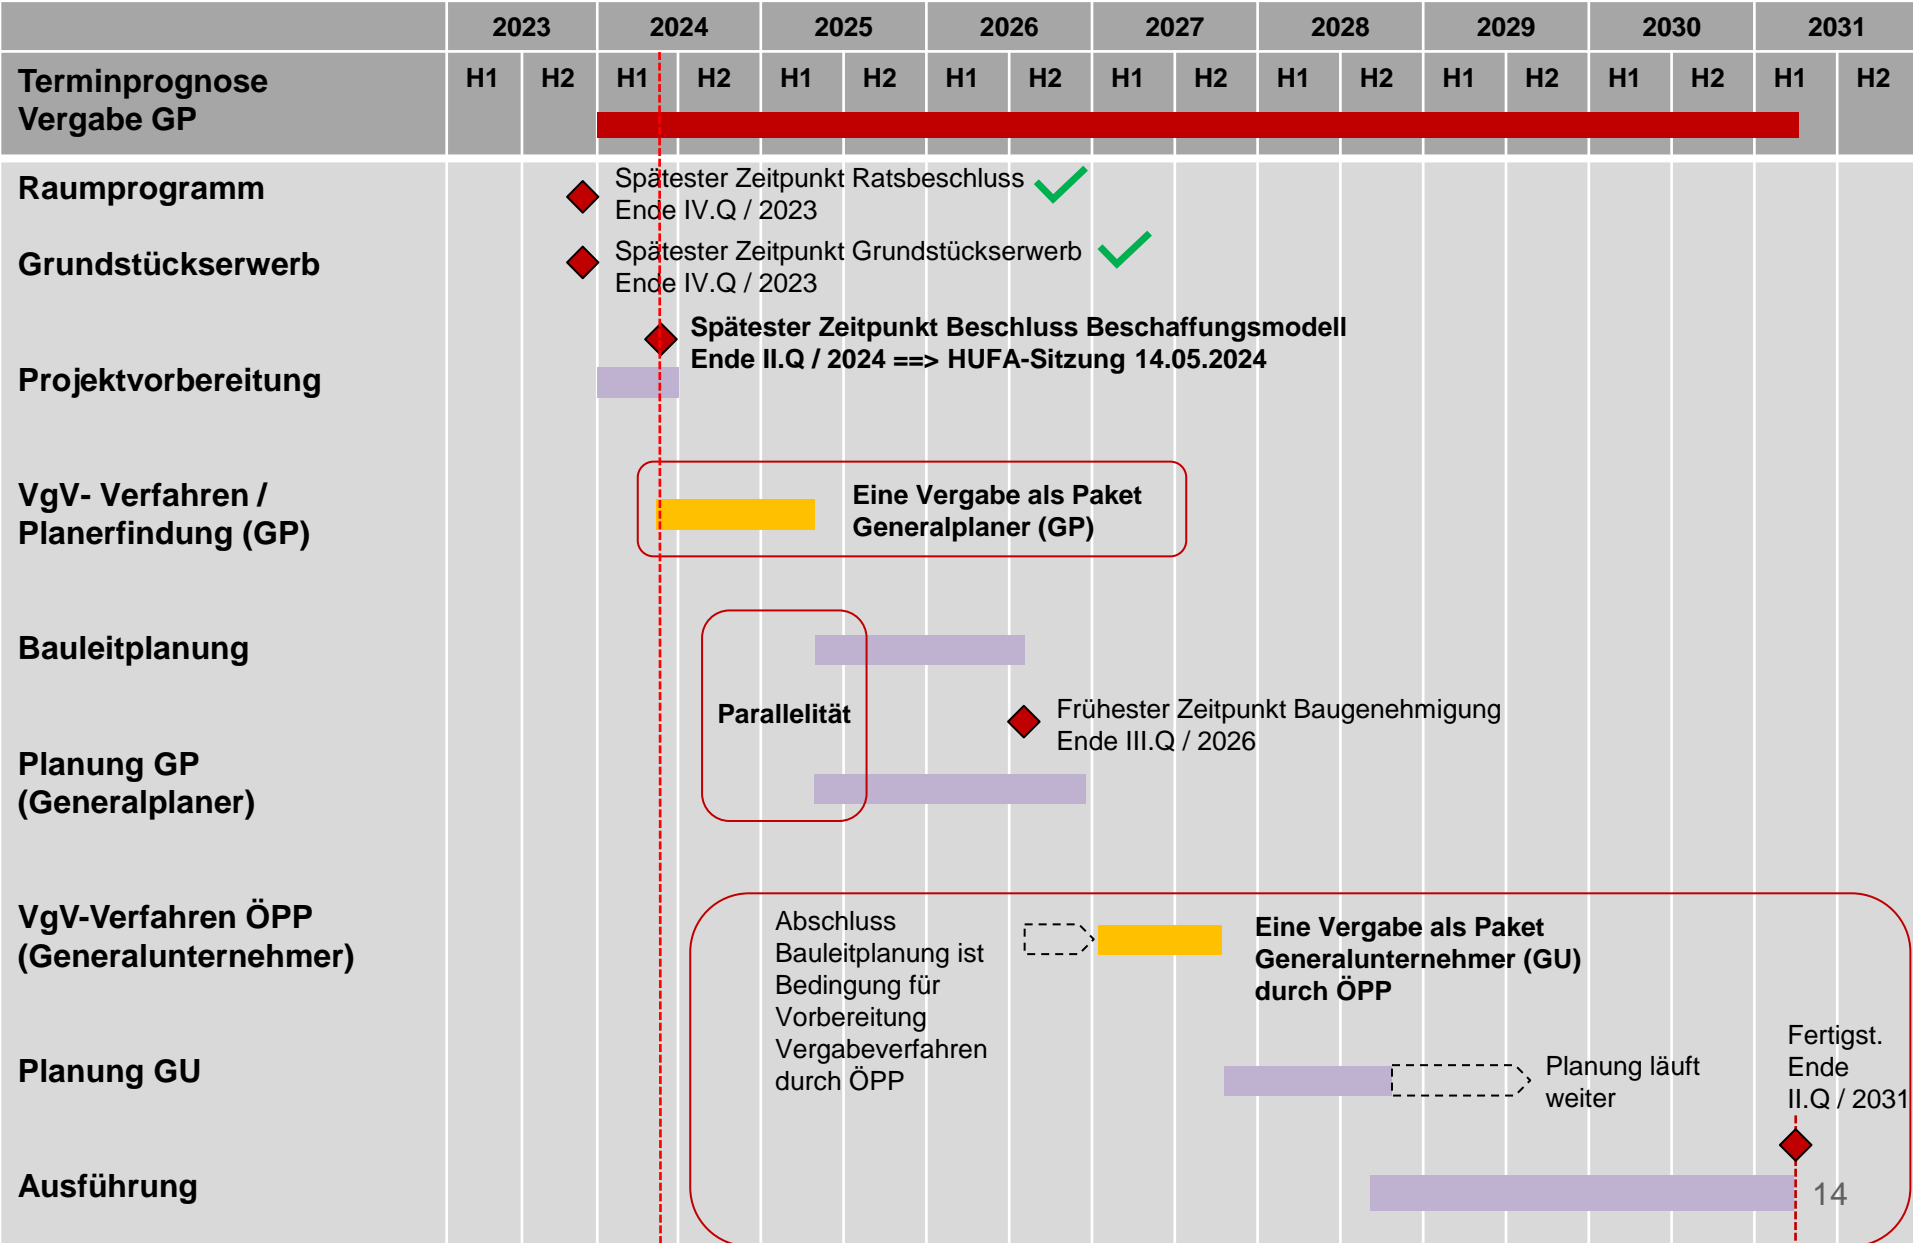 2023 2024 2025 2026 2027 2028 2029 2030 2031
Terminprognose
Vergabe GP
H1 H2 H1 H2 H1 H2 H1 H2 H1 H2 H1 H2 H1 H2 H1 H2 H1 H2
Raumprogramm
Spätester Zeitpunkt Ratsbeschluss
Ende IV.Q / 2023
Grundstückserwerb
Spätester Zeitpunkt Grundstückserwerb
Ende IV.Q / 2023
Spätester Zeitpunkt Beschluss Beschaffungsmodell
Ende II.Q / 2024 ==> HUFA-Sitzung 14.05.2024
Projektvorbereitung
VgV- Verfahren /
Planerfindung (GP)
Eine Vergabe als Paket
Generalplaner (GP)
Bauleitplanung
Parallelität
Frühester Zeitpunkt Baugenehmigung
Ende III.Q / 2026
Planung GP
(Generalplaner)
VgV-Verfahren ÖPP
(Generalunternehmer)
Abschluss
Bauleitplanung ist
Bedingung für
Vorbereitung
Vergabeverfahren
durch ÖPP
Eine Vergabe als Paket
Generalunternehmer (GU)
durch ÖPP
Planung GU
Planung läuft
weiter
Fertigst.
Ende
II.Q / 2031
Ausführung
14